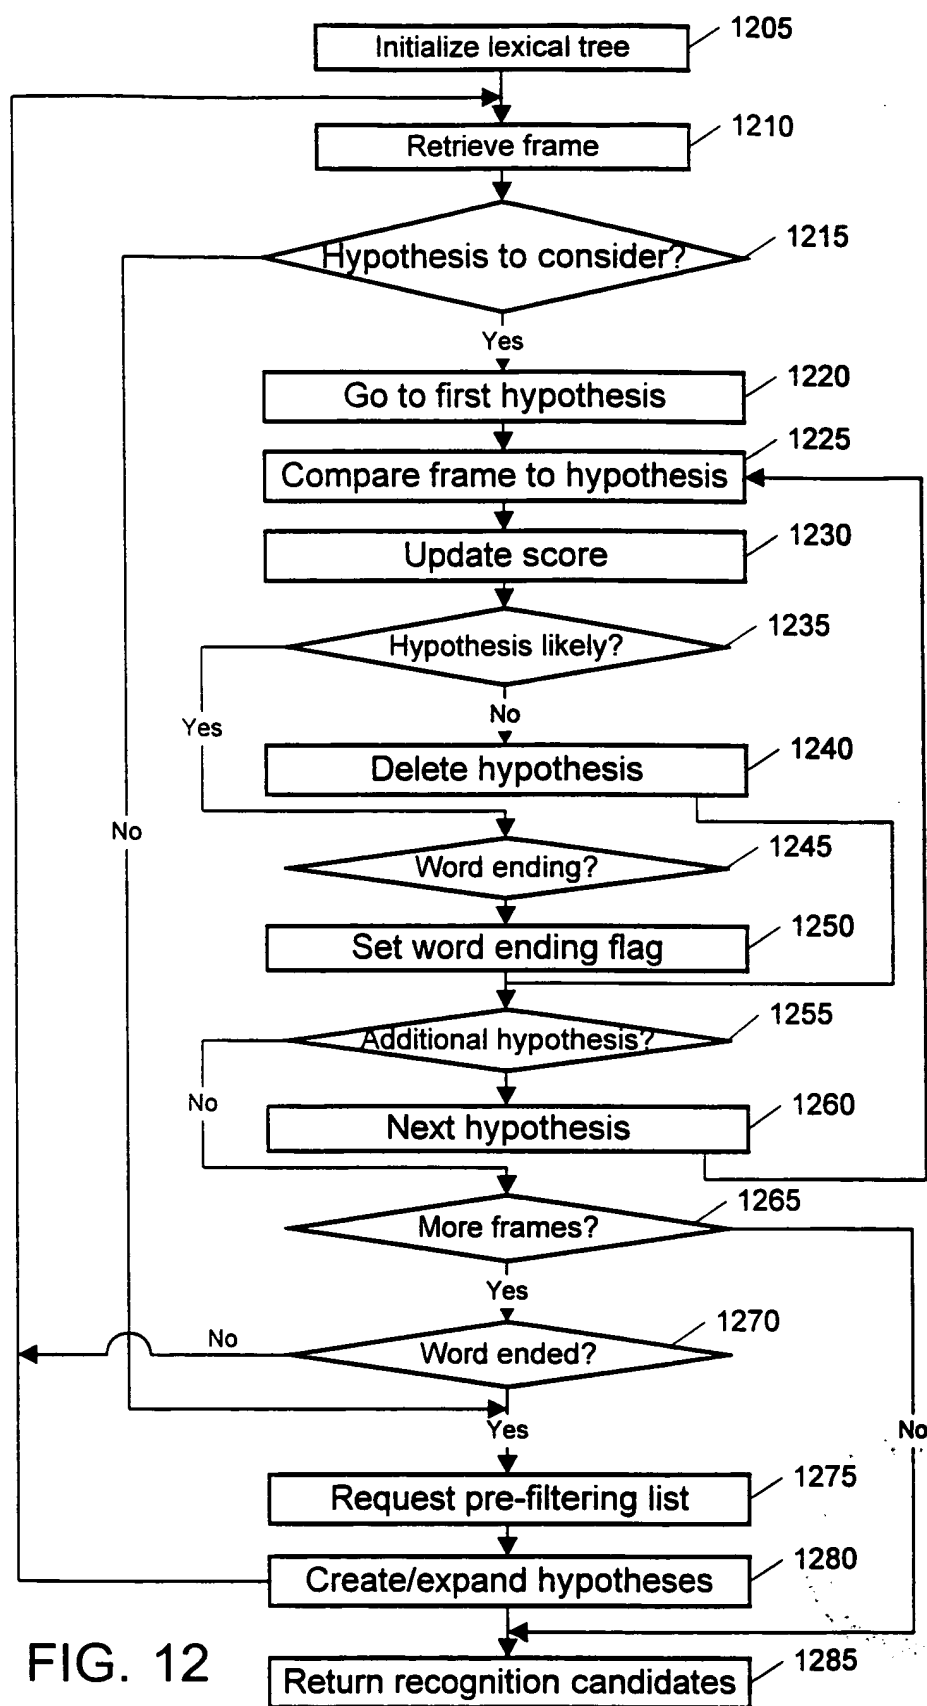 Initialize lexical tree
1205
Retrieve frame
1210
Hypothesis to consider?
1215
Yes
Go to first hypothesis
1220
Compare frame to hypothesis
1225
Update score
1230
Hypothesis likely?
1235
Yes
No
Delete hypothesis
1240
No
Word ending?
1245
Set word ending flag
1250
Additional hypothesis?
1255
No
Next hypothesis
1260
More frames?
1265
Yes
No
Word ended?
1270
Yes
No
Request pre-filtering list
1275
Create/expand hypotheses
1280
FIG. 12
Return recognition candidates
1285